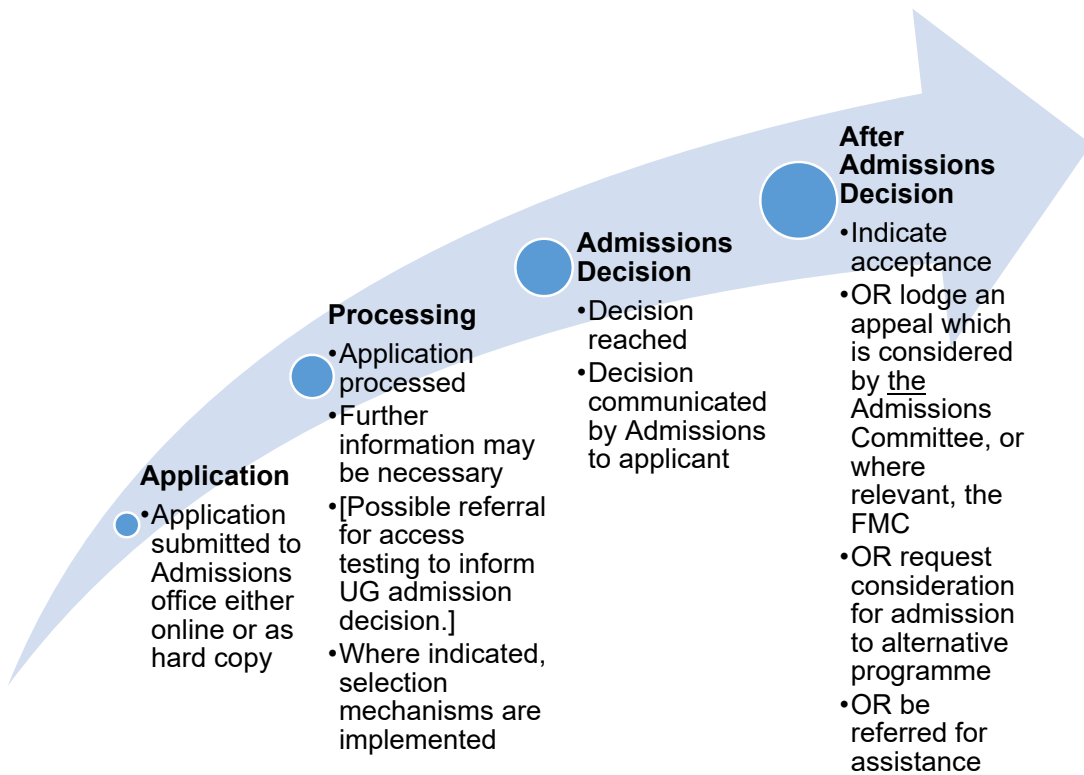 Application
•Application
submitted to
Admissions
office either
online or as
hard copy
Processing
•Application
processed
•Further
information may
be necessary
•[Possible referral
for access
testing to inform
UG admission
decision.]
•Where indicated,
selection
mechanisms are
implemented
Admissions
Decision
•Decision
reached
•Decision
communicated
by Admissions
to applicant
After
Admissions
Decision
•Indicate
acceptance
•OR lodge an
appeal which
is considered
by the
Admissions
Committee, or
where
relevant, the
FMC
•OR request
consideration
for admission
to alternative
programme
•OR be
referred for
assistance